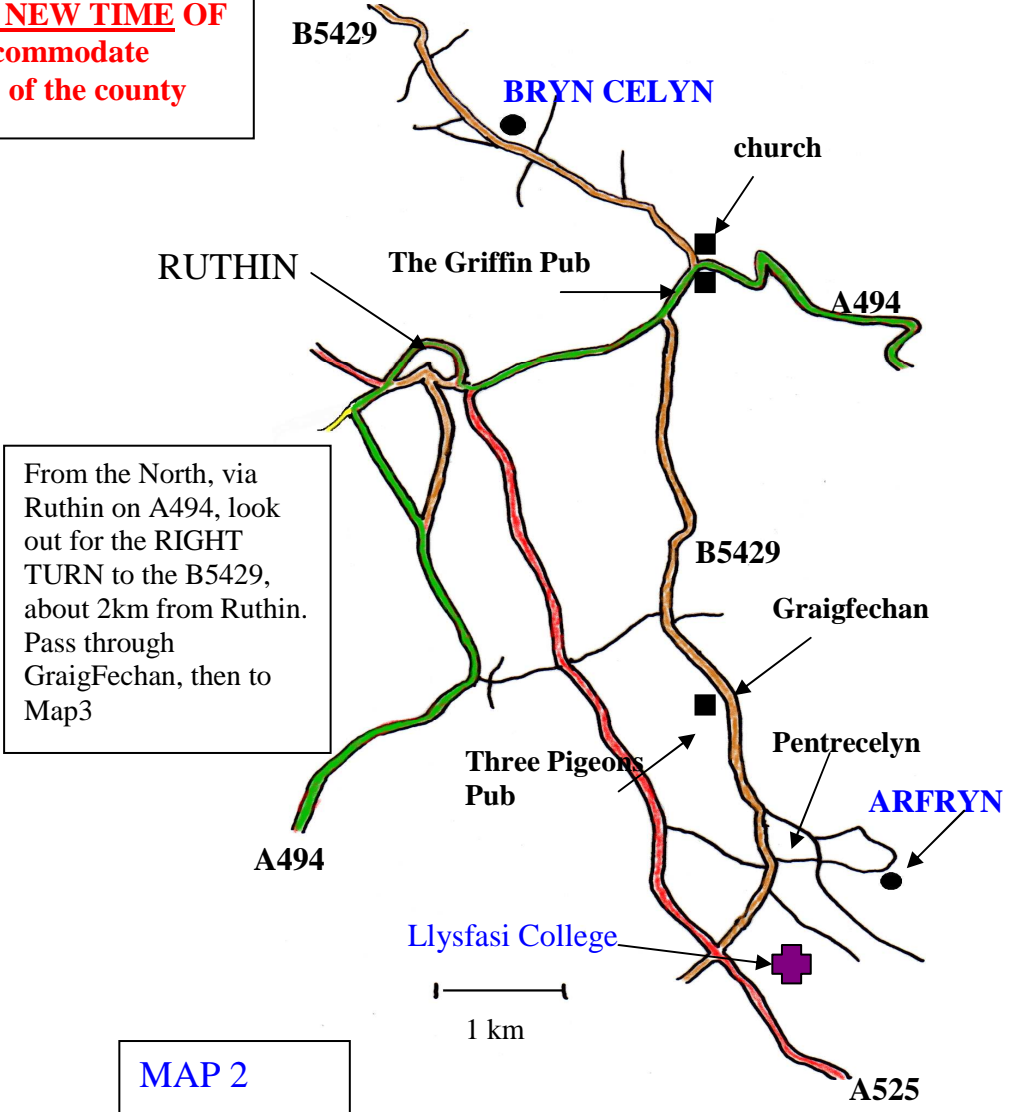 NEW TIME OF
commodate
of the county
B5429
BRYN CELYN
church
RUTHIN
The Griffin Pub
A494
From the North, via
Ruthin on A494, look
out for the RIGHT
TURN to the B5429,
about 2km from Ruthin.
Pass through
GraigFechan, then to
Map3
B5429
Graigfechan
Three Pigeons
Pub
Pentrecelyn
ARFRYN
A494
Llysfasi College
1 km
MAP 2
A525